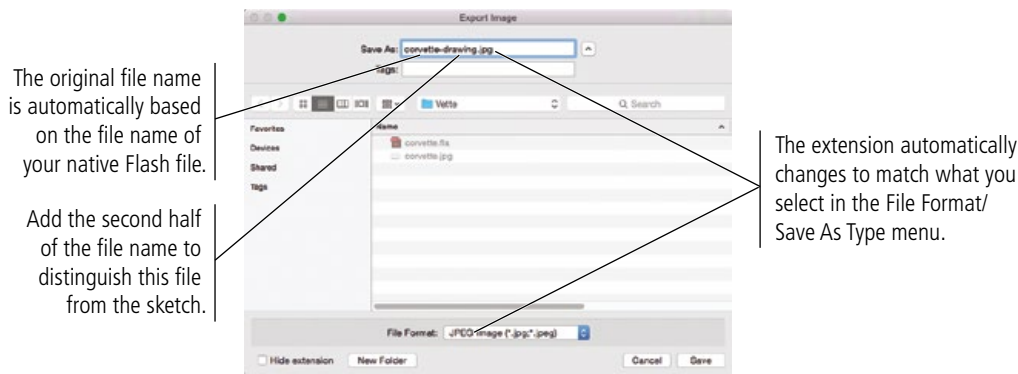 Export Image
Save As: corvette-drawing.jpg
Tags:
Vette
Search
Favorites
Devices
Shared
Tags
Name
corvette.fla
corvette.jpg
File Format: JPEG Image (*.jpg;*.jpeg)
Hide extension
New Folder
Cancel
Save
The original file name
is automatically based
on the file name of
your native Flash file.
Add the second half
of the file name to
distinguish this file
from the sketch.
The extension automatically
changes to match what you
select in the File Format/
Save As Type menu.